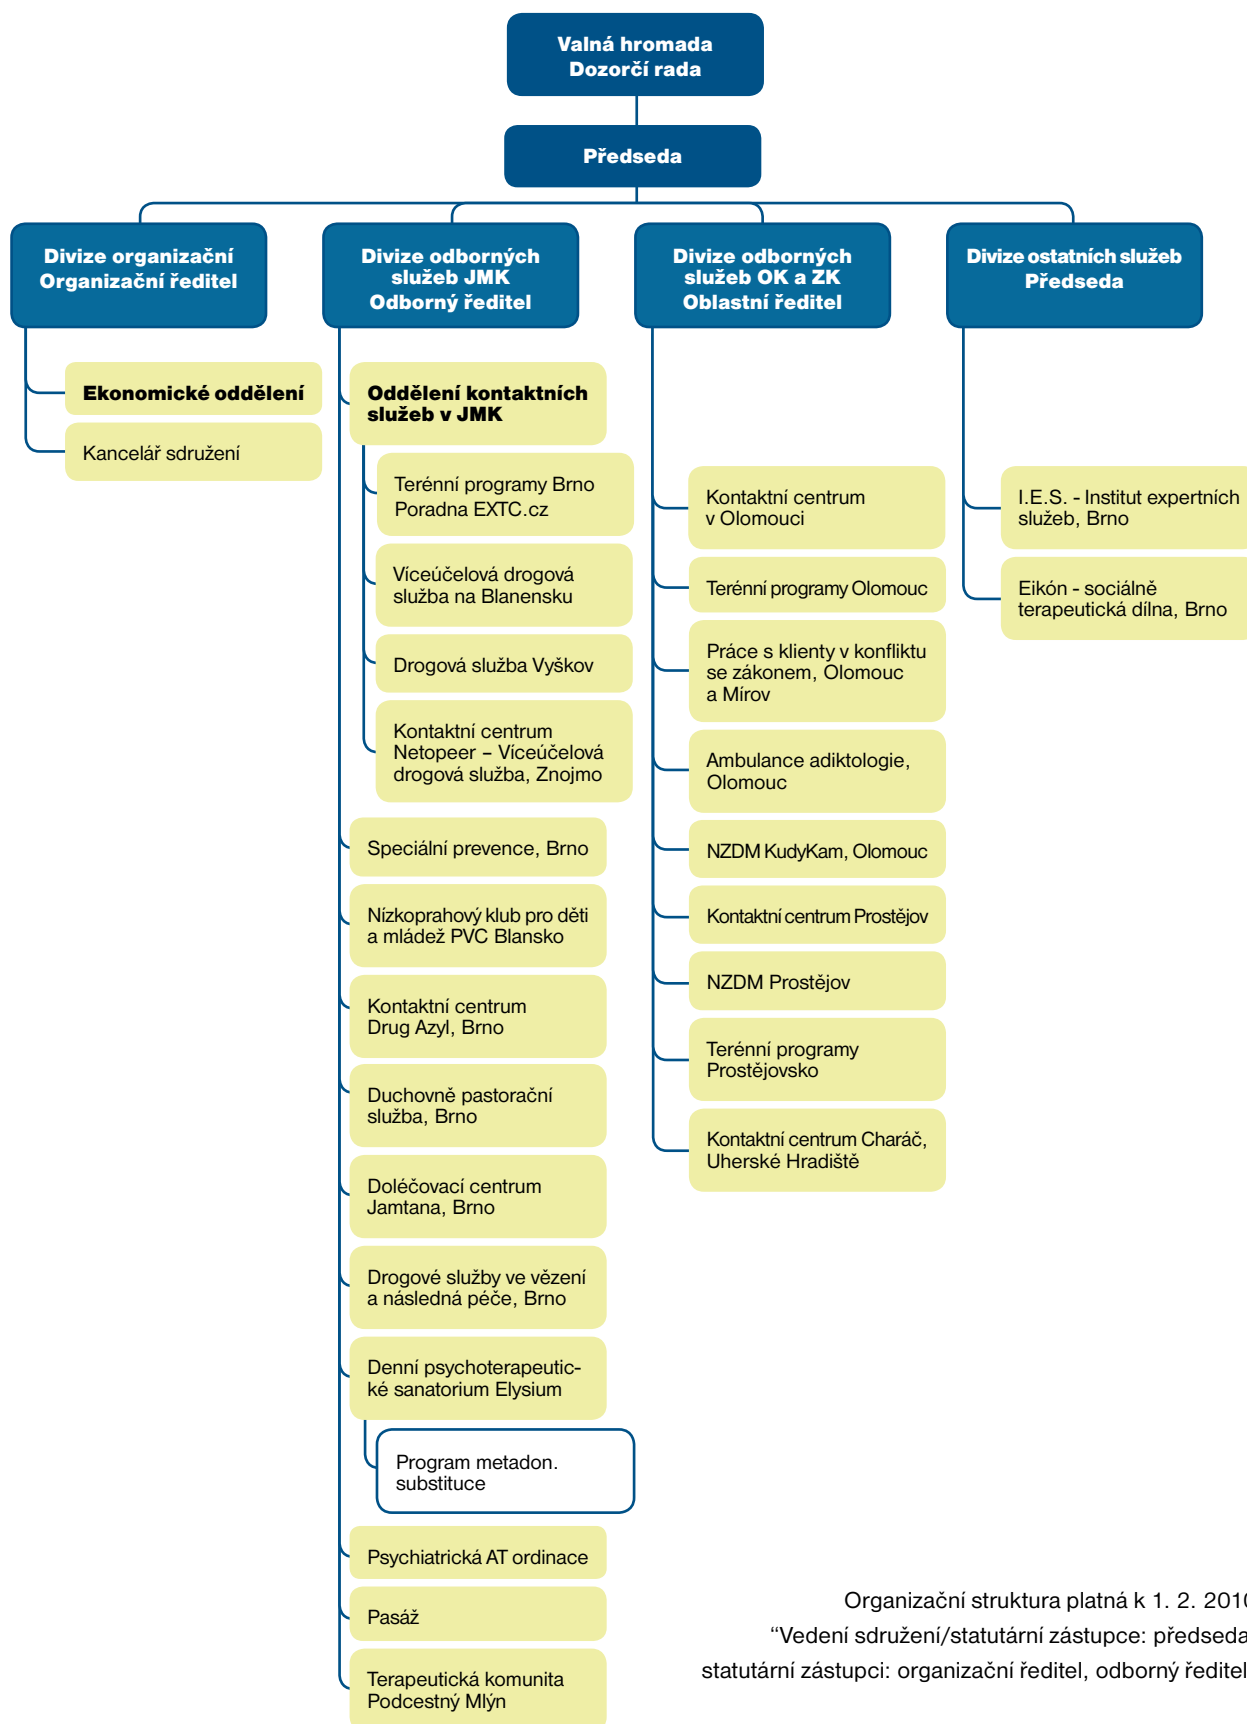 Valná hromada
Dozorčí rada
Předseda
Divize organizační
Organizační ředitel
Ekonomické oddělení
Kancelář sdružení
Divize odborných
služeb JMK
Odborný ředitel
Oddělení kontaktních
služeb v JMK
Terénní programy Brno
Poradna EXTC.cz
Víceúčelová drogová
služba na Blanensku
Drogová služba Vyškov
Kontaktní centrum
Netopeer – Víceúčelová
drogová služba, Znojmo
Speciální prevence, Brno
Nízkoprahový klub pro děti
a mládež PVC Blansko
Kontaktní centrum
Drug Azyl, Brno
Duchovně pastorační
služba, Brno
Doléčovací centrum
Jamtana, Brno
Drogové služby ve vězení
a následná péče, Brno
Denní psychoterapeutic-
ké sanatorium Elysium
Program metadon.
substituce
Psychiatrická AT ordinace
Pasáž
Terapeutická komunita
Podcestný Mlýn
Divize odborných
služeb OK a ZK
Oblastní ředitel
Kontaktní centrum
v Olomouci
Terénní programy Olomouc
Práce s klienty v konfliktu
se zákonem, Olomouc
a Mírov
Ambulance adiktologie,
Olomouc
NZDM KudyKam, Olomouc
Kontaktní centrum Prostějov
NZDM Prostějov
Terénní programy
Prostějovsko
Kontaktní centrum Charáč,
Uherské Hradiště
Divize ostatních služeb
Předseda
I.E.S. - Institut expertních
služeb, Brno
Eikón - sociálně
terapeutická dílna, Brno
Organizační struktura platná k 1. 2. 2010
“Vedení sdružení/statutární zástupce: předseda
statutární zástupci: organizační ředitel, odborný ředitel